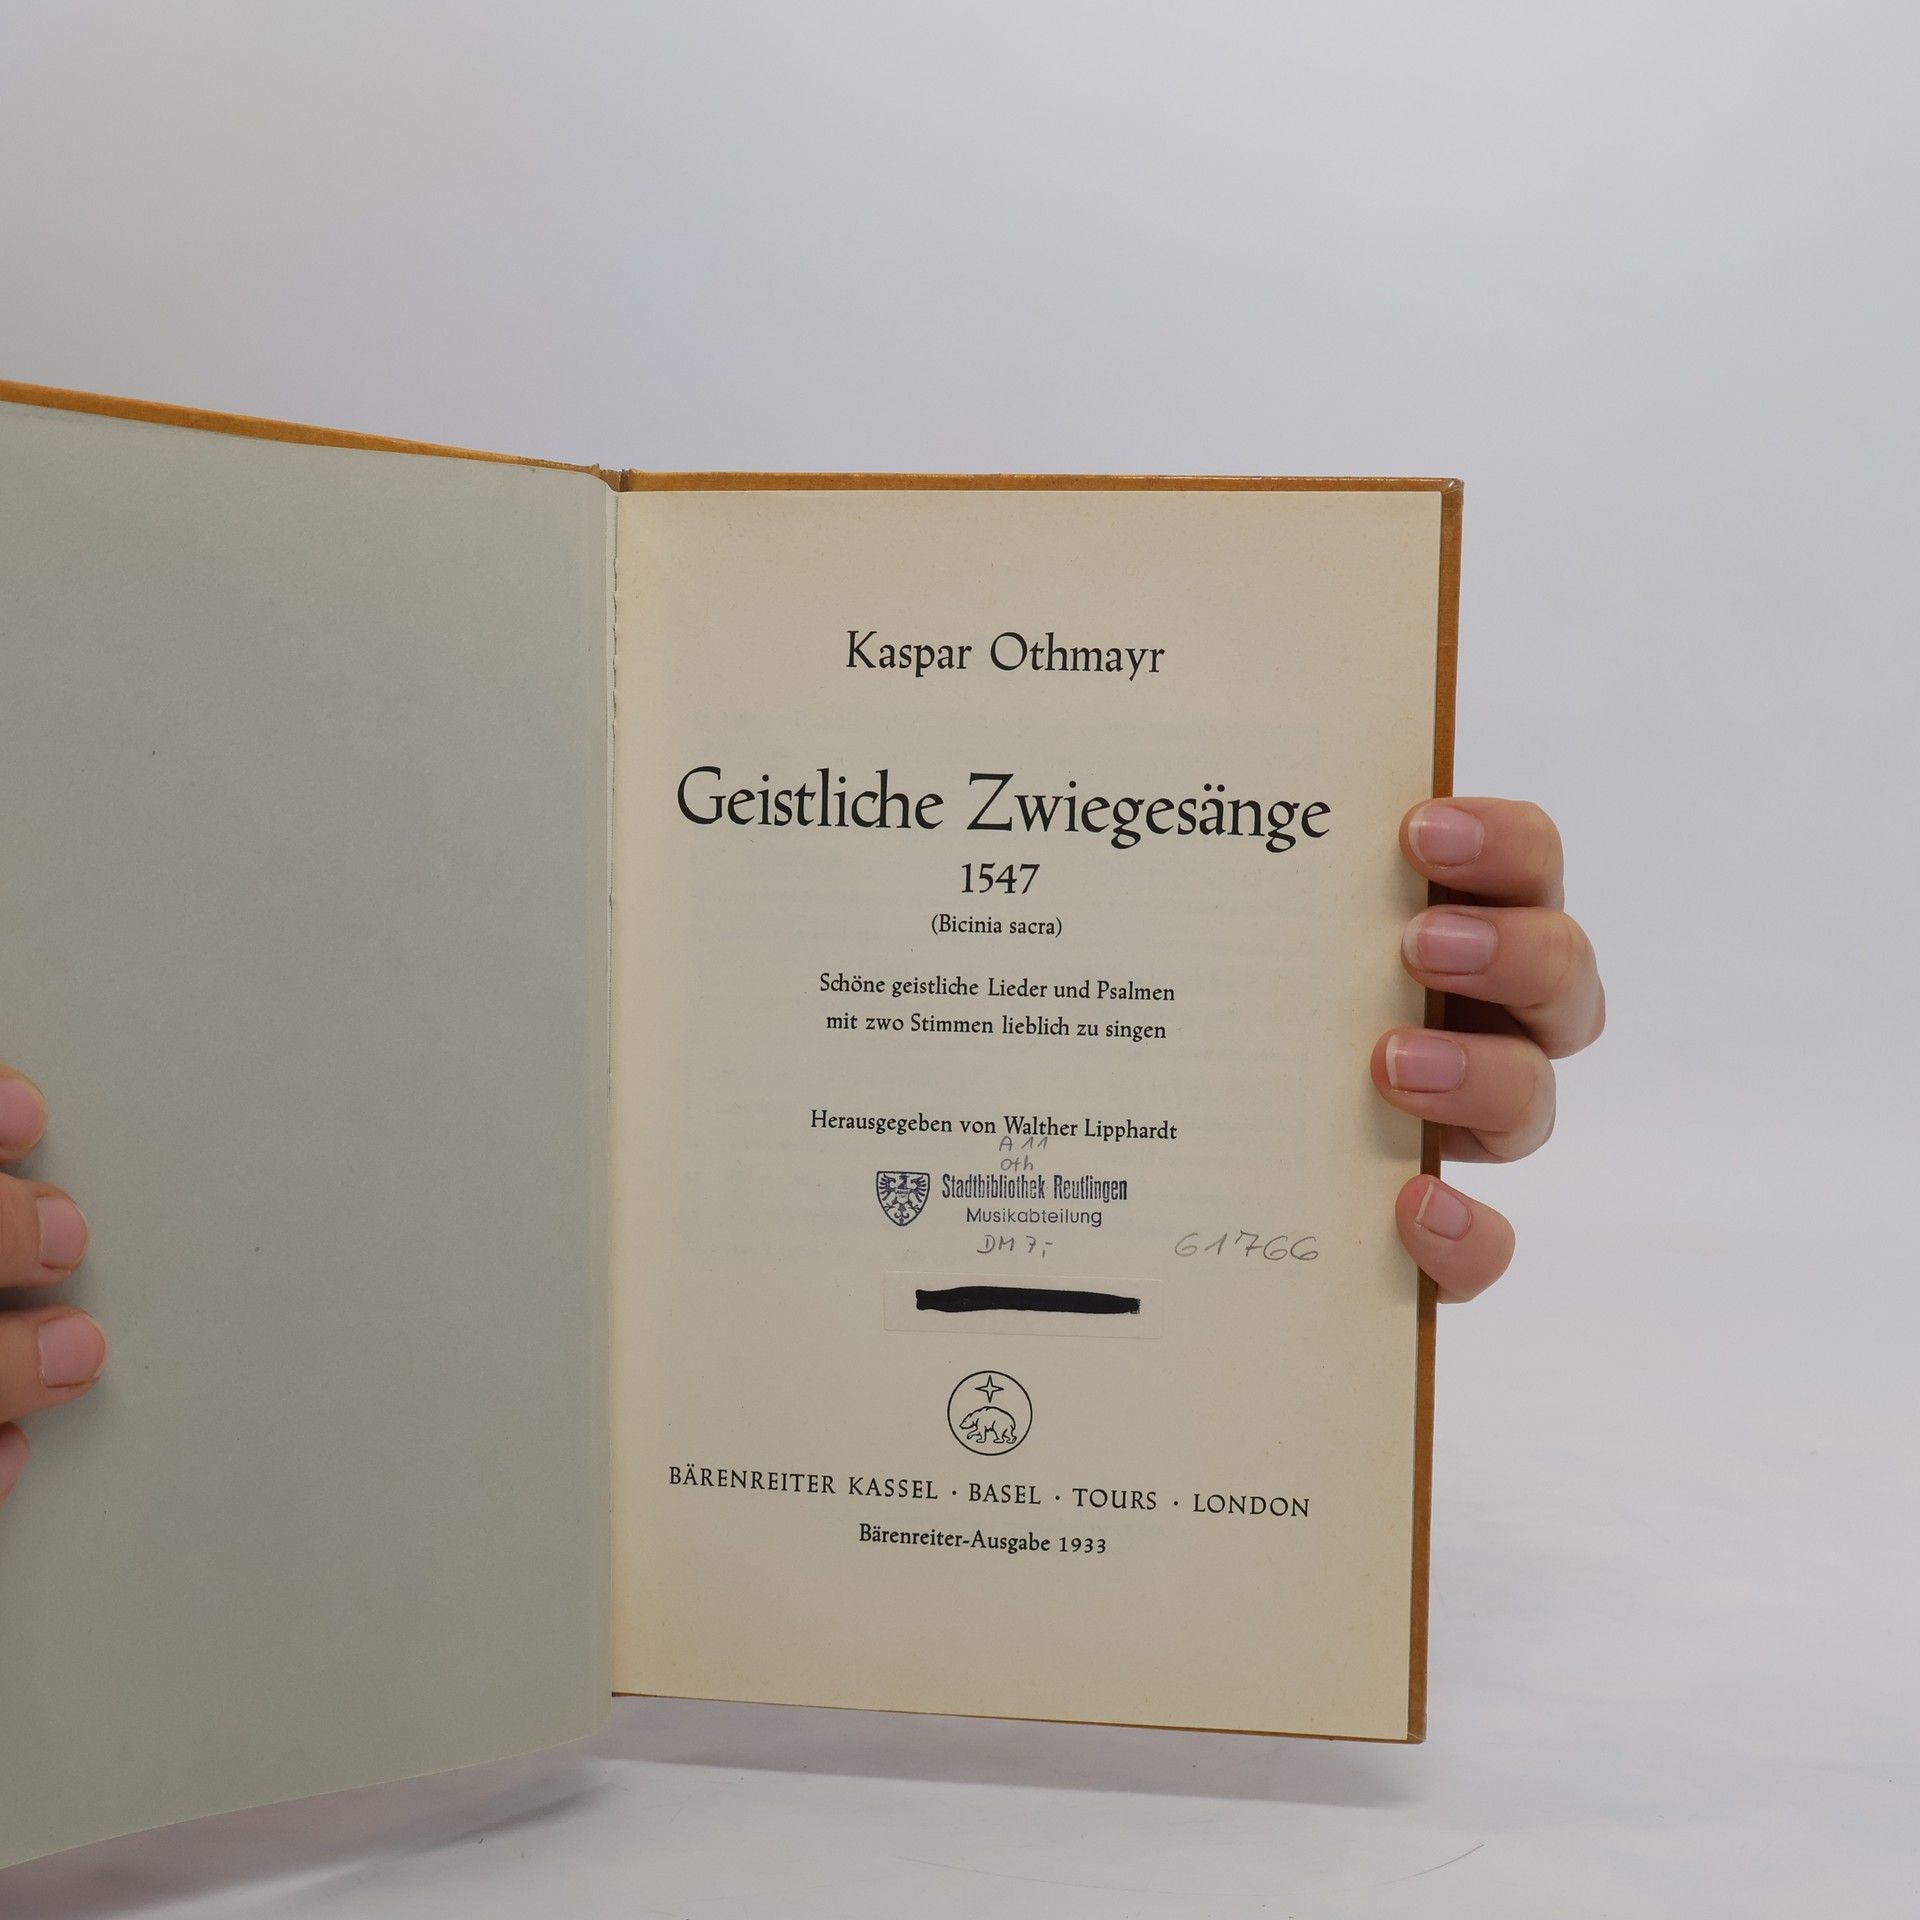 Kaspar Othmayr
Geistliche Zwiegesänge
1547
(Bicinia sacra)
Schöne geistliche Lieder und Psalmen
mit zwo Stimmen lieblich zu singen
Herausgegeben von Walther Lipphardt
A 11
Oth
Stadtbibliothek Reutlingen
Musikabteilung
DM 7,-
61766
BÄRENREITER KASSEL · BASEL · TOURS · LONDON
Bärenreiter-Ausgabe 1933